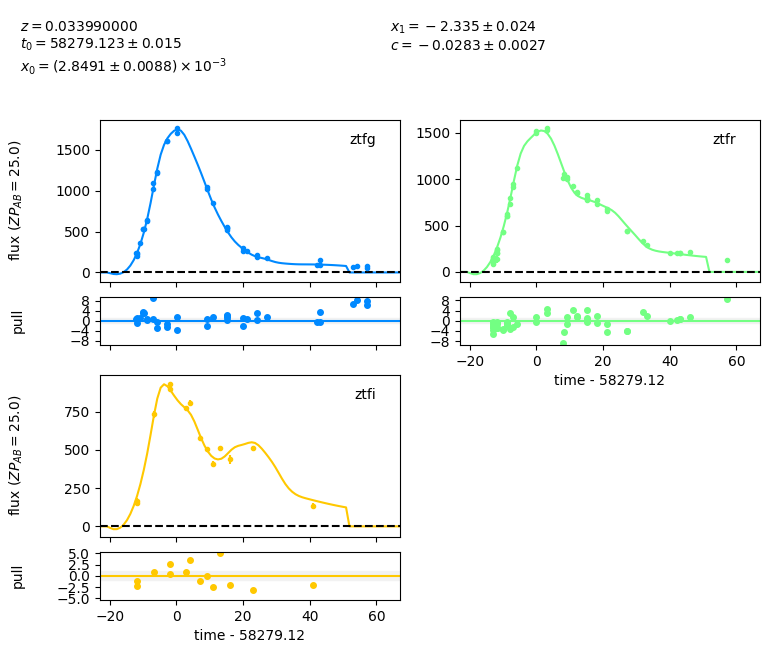 z = 0.033990000
t₀ = 58279.123 ± 0.015
x₀ = (2.8491 ± 0.0088) × 10⁻³
x₁ = −2.335 ± 0.024
c = −0.0283 ± 0.0027
flux (ZP_AB = 25.0)
ztfg
1500
1000
500
0
ztfr
1500
1000
500
0
pull
8
4
0
−4
−8
8
4
0
−4
−8
−20 0 20 40 60
time - 58279.12
flux (ZP_AB = 25.0)
ztfi
750
500
250
0
pull
5.0
2.5
0.0
−2.5
−5.0
−20 0 20 40 60
time - 58279.12